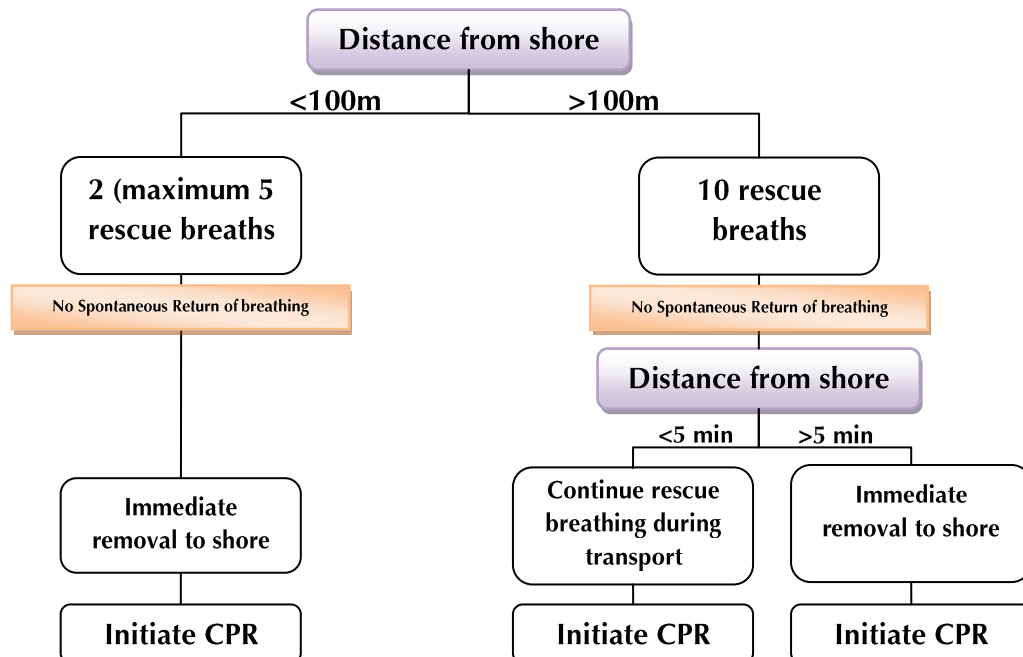 Distance from shore
<100m
>100m
2 (maximum 5
rescue breaths
10 rescue
breaths
No Spontaneous Return of breathing
No Spontaneous Return of breathing
Distance from shore
<5 min
>5 min
Immediate
removal to shore
Continue rescue
breathing during
transport
Immediate
removal to shore
Initiate CPR
Initiate CPR
Initiate CPR